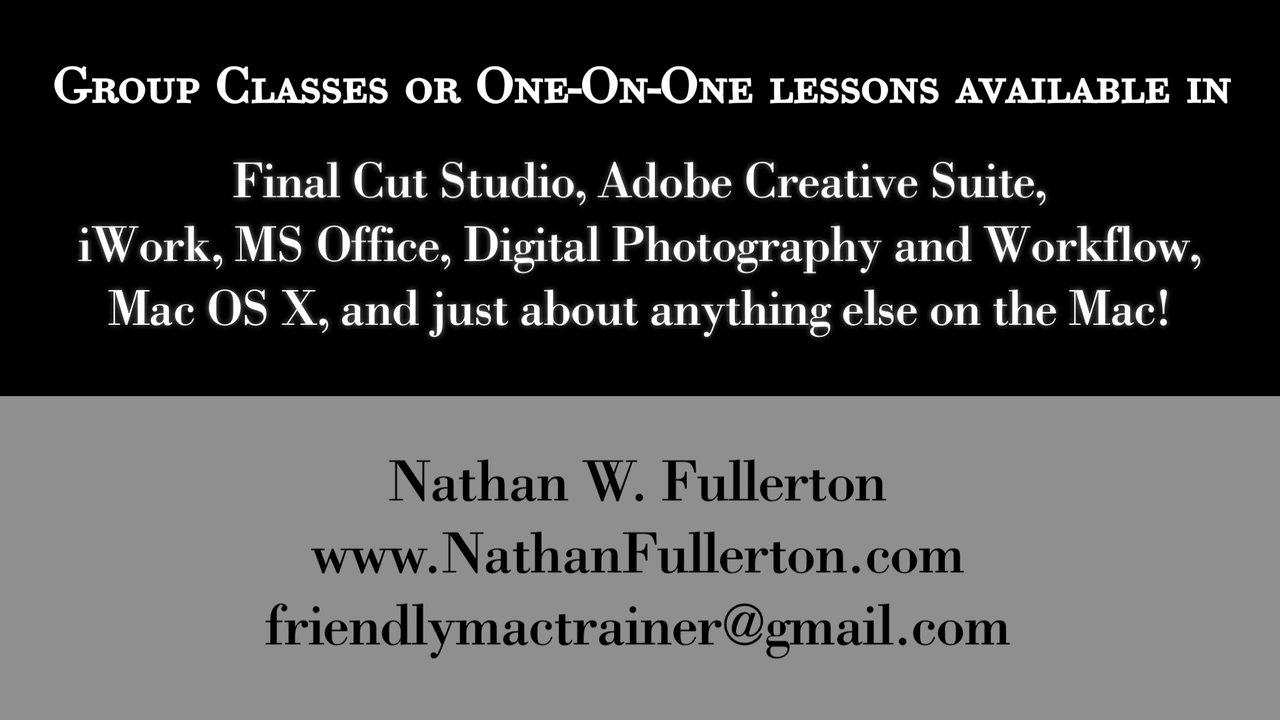 Group Classes or One-On-One lessons available in
Final Cut Studio, Adobe Creative Suite,
iWork, MS Office, Digital Photography and Workflow,
Mac OS X, and just about anything else on the Mac!
Nathan W. Fullerton
www.NathanFullerton.com
friendlymactrainer@gmail.com